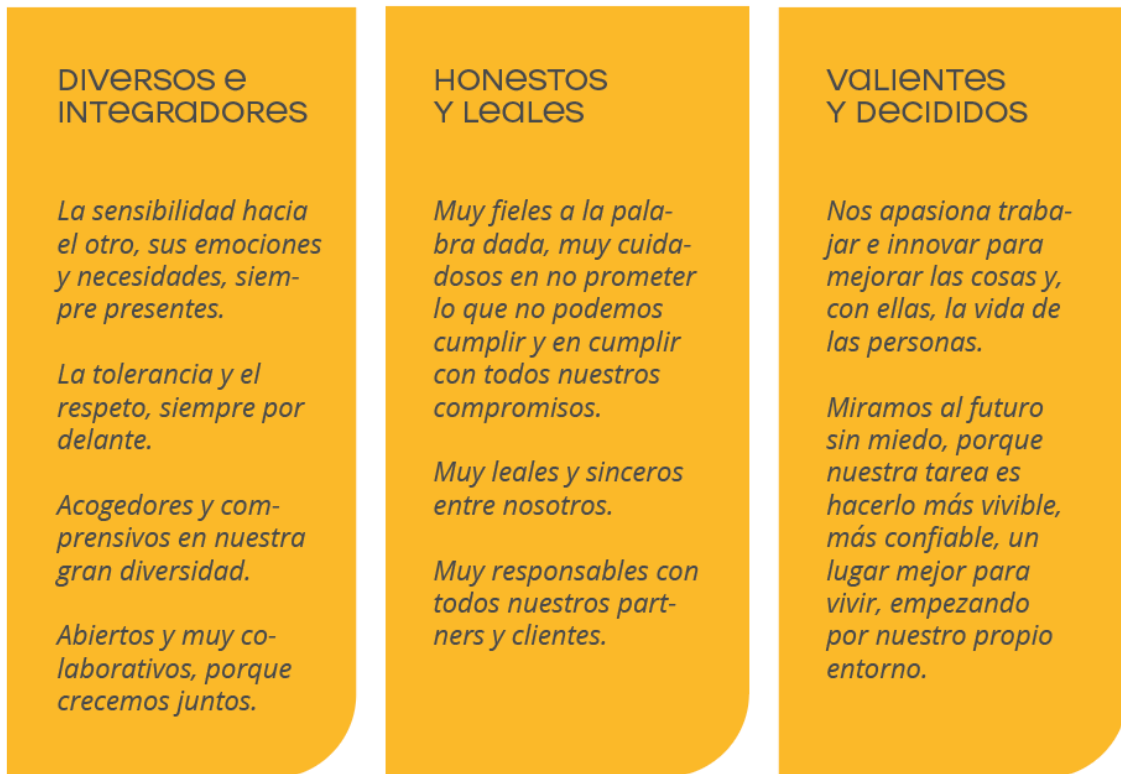 DIVERSOS e
INTEGRADORES
La sensibilidad hacia
el otro, sus emociones
y necesidades, siem-
pre presentes.
La tolerancia y el
respeto, siempre por
delante.
Acogedores y com-
prensivos en nuestra
gran diversidad.
Abiertos y muy co-
laborativos, porque
crecemos juntos.
HONESTOS
Y LEALES
Muy fieles a la pala-
bra dada, muy cuida-
dosos en no prometer
lo que no podemos
cumplir y en cumplir
con todos nuestros
compromisos.
Muy leales y sinceros
entre nosotros.
Muy responsables con
todos nuestros part-
ners y clientes.
VALIENTES
Y DECIDIDOS
Nos apasiona traba-
jar e innovar para
mejorar las cosas y,
con ellas, la vida de
las personas.
Miramos al futuro
sin miedo, porque
nuestra tarea es
hacerlo más vivible,
más confiable, un
lugar mejor para
vivir, empezando
por nuestro propio
entorno.